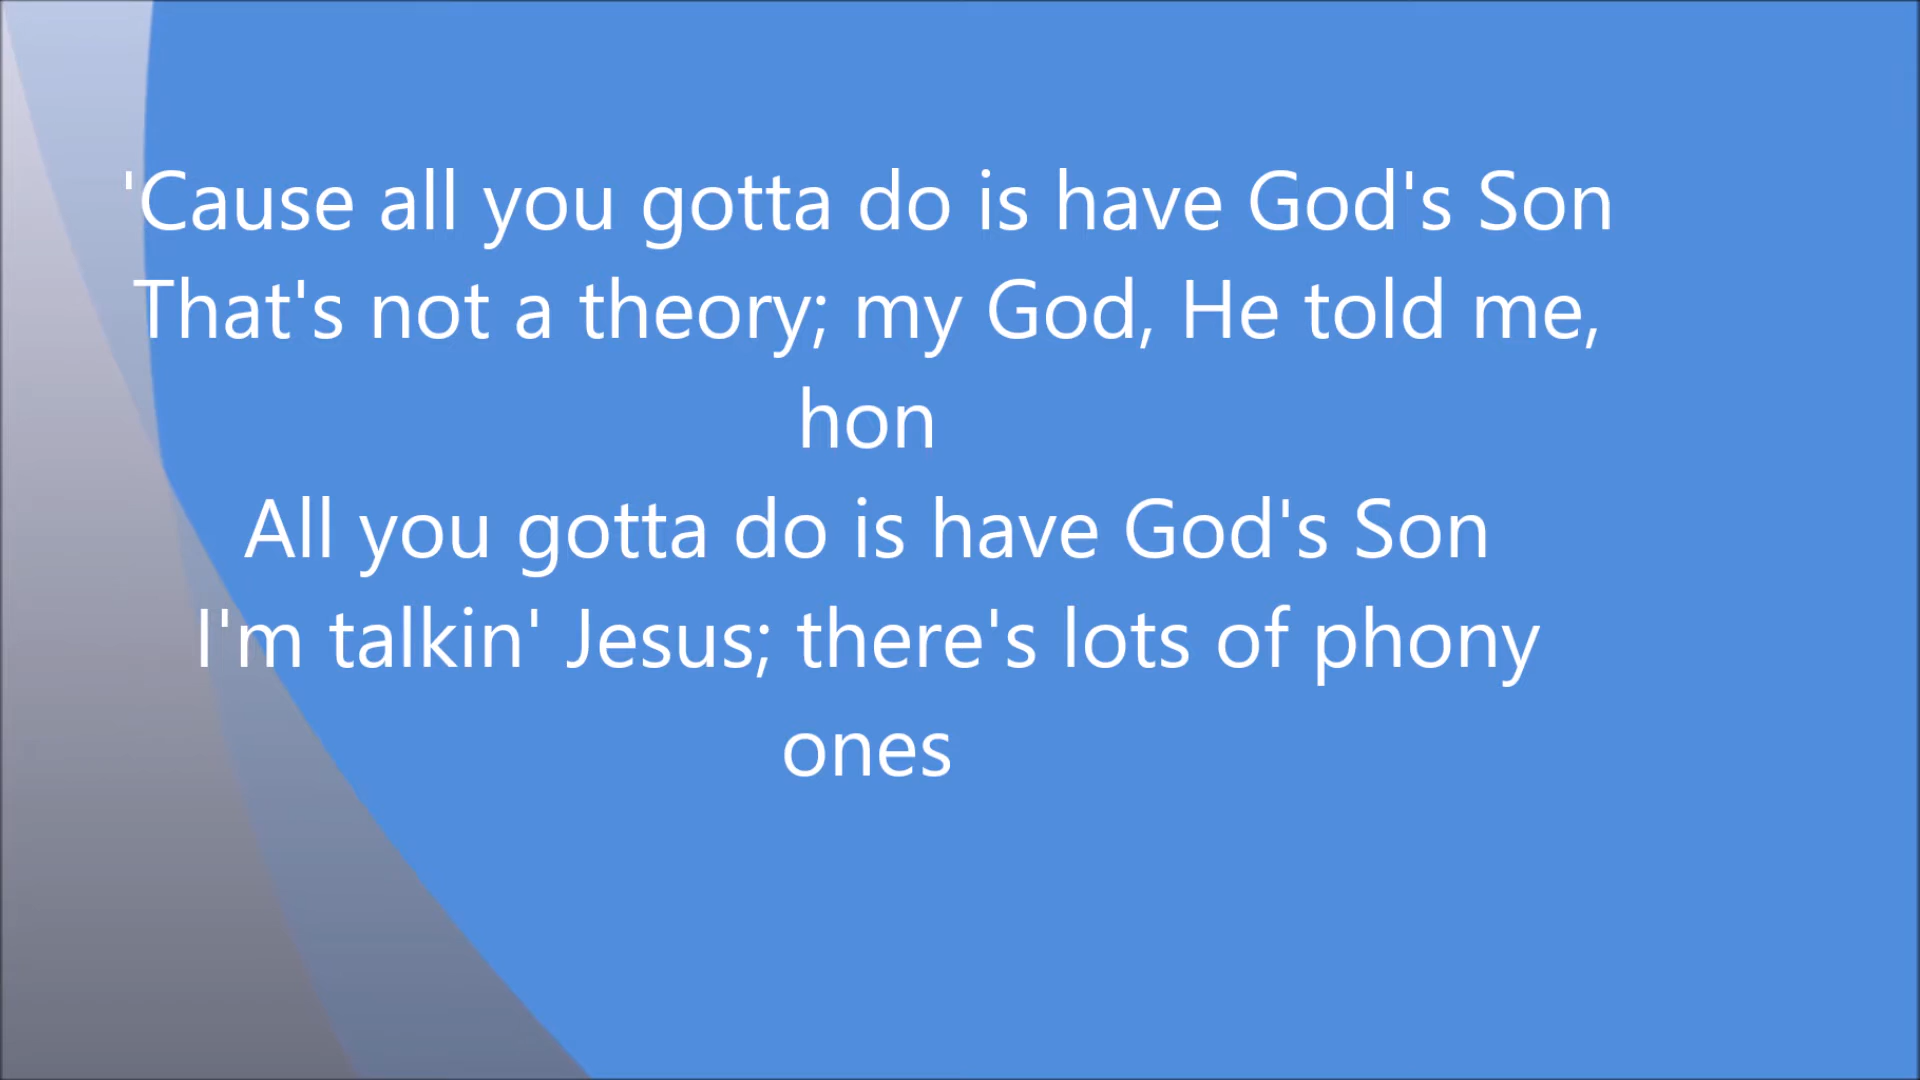 'Cause all you gotta do is have God's Son
That's not a theory; my God, He told me,
hon
All you gotta do is have God's Son
I'm talkin' Jesus; there's lots of phony
ones